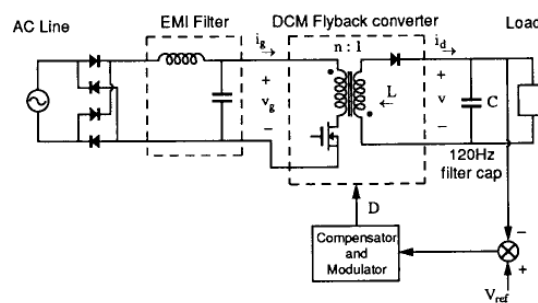 AC Line
EMI Filter
DCM Flyback converter
Load
i_g
n : 1
i_d
+
v_g
−
L
+
v
−
C
120Hz
filter cap
D
Compensator
and
Modulator
−
+
V_ref